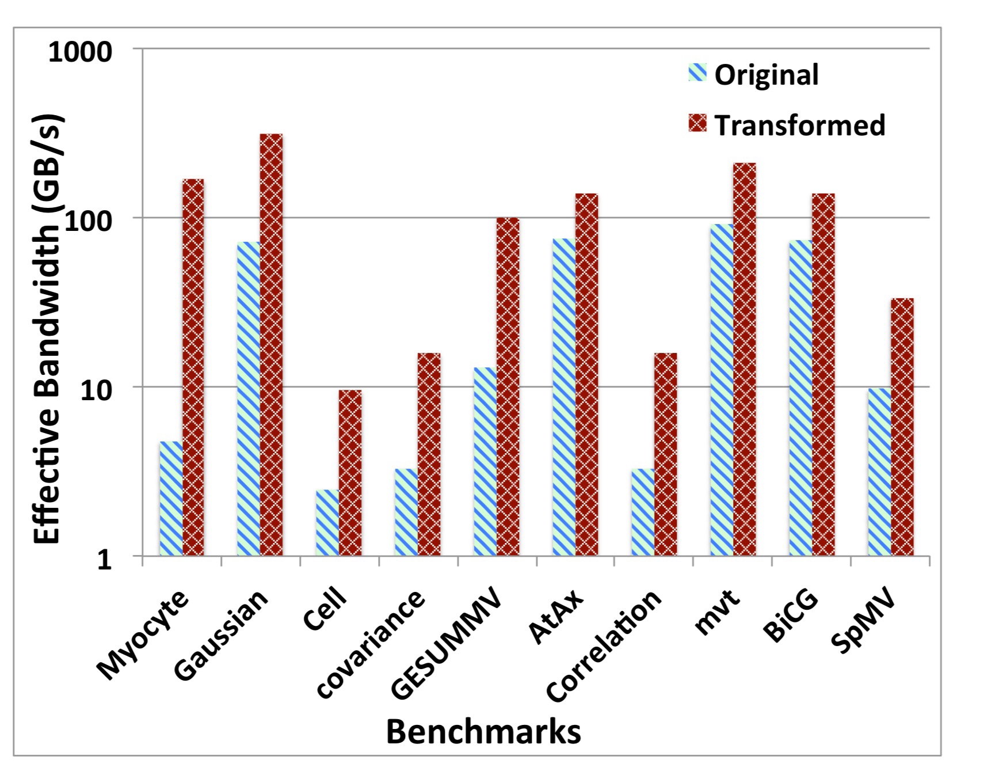 1000
100
10
1
Effective Bandwidth (GB/s)
Original
Transformed
Myocyte
Gaussian
Cell
covariance
GESUMMV
AtAx
Correlation
mvt
BiCG
SpMV
Benchmarks